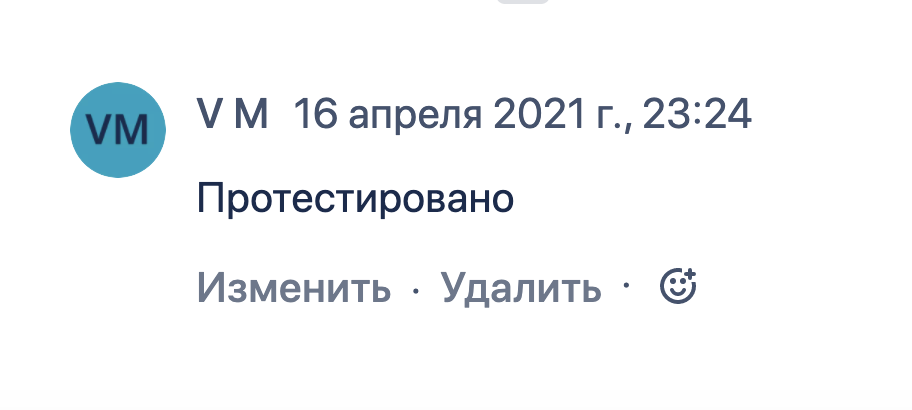 VM
V M 16 апреля 2021 г., 23:24
Протестировано
Изменить · Удалить ·